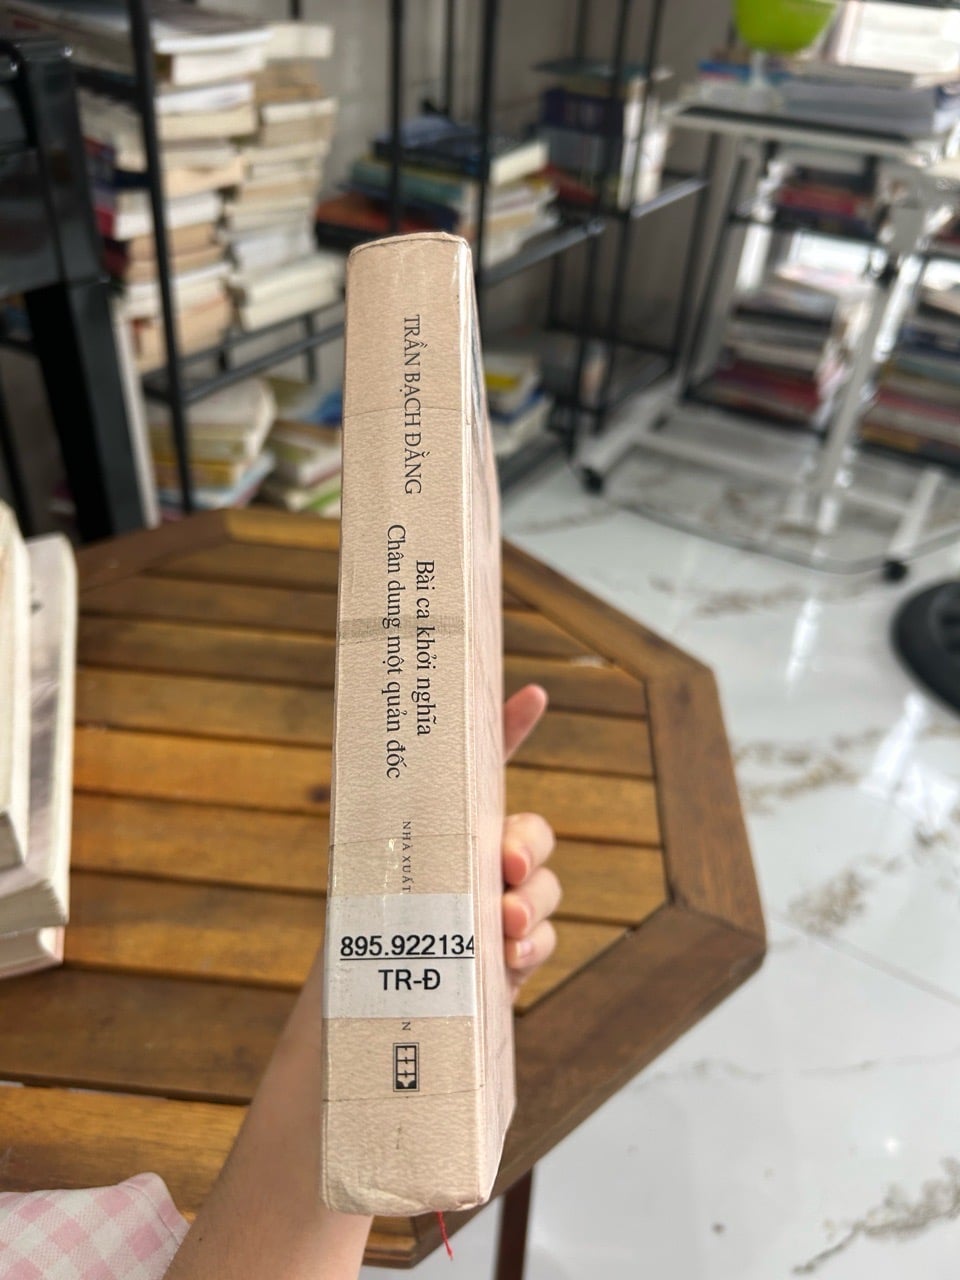 TRẦN BẠCH ĐẰNG
Bài ca khởi nghĩa
Chân dung một quản đốc
NHÀ XUẤT
895.922134
TR-Đ
N